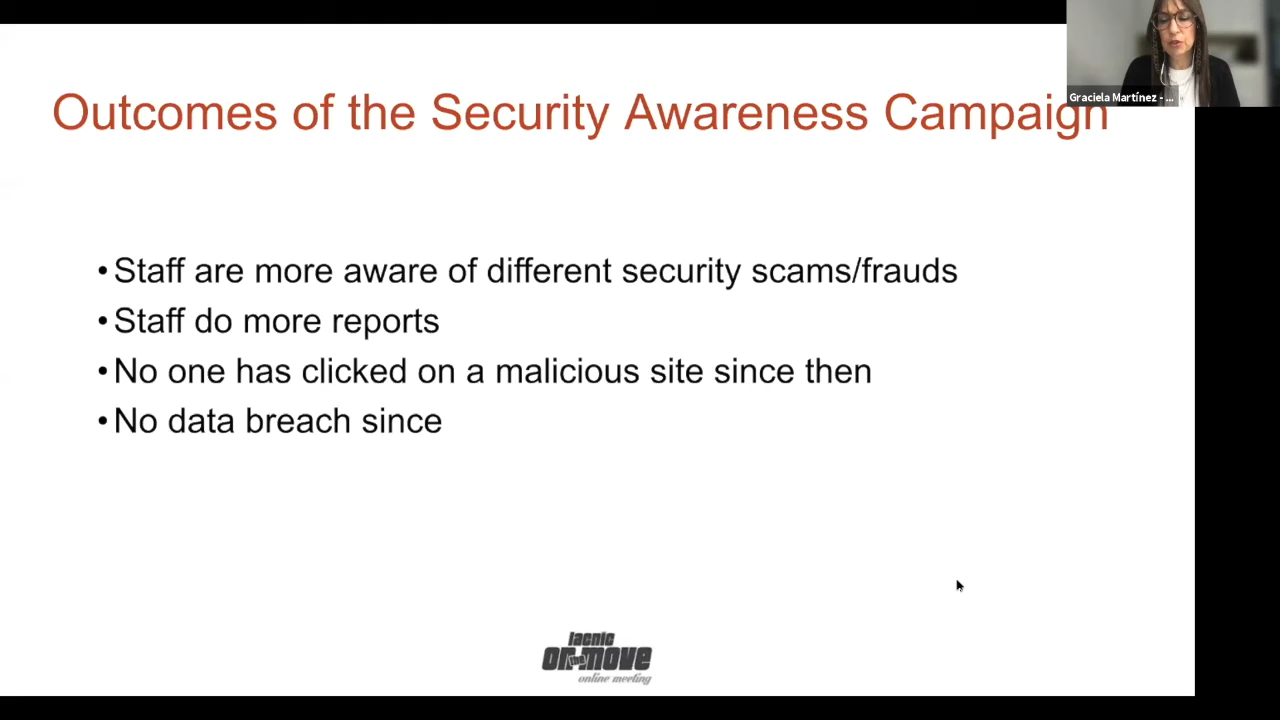 Outcomes of the Security Awareness Campaign
Graciela Martínez - ...
• Staff are more aware of different security scams/frauds
• Staff do more reports
• No one has clicked on a malicious site since then
• No data breach since
lacnic
on the move
online meeting